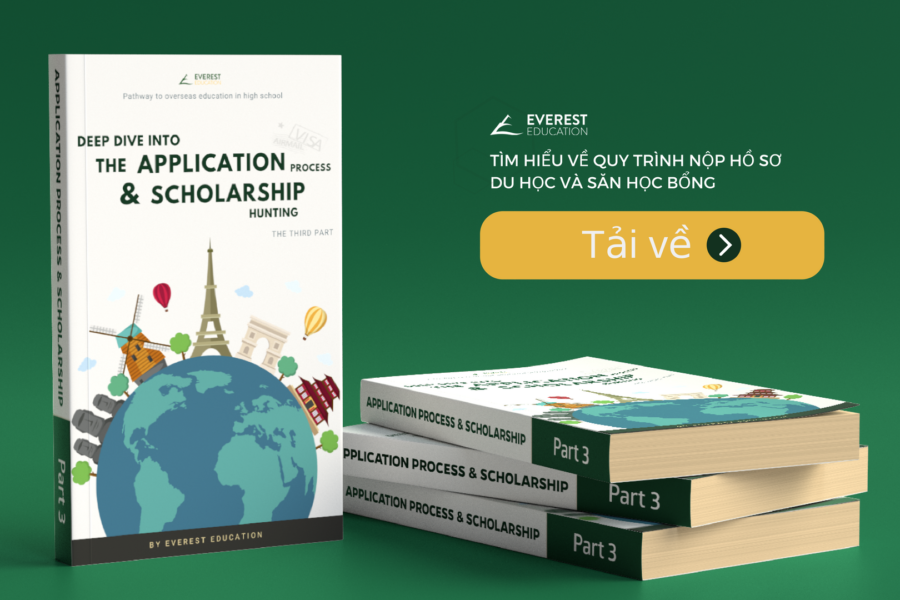 APPLICATION PROCESS & SCHOLARSHIP
Part 3
EVEREST
Pathway to overseas education in high school
VISA
DEEP DIVE INTO
THE APPLICATION PROCESS
& SCHOLARSHIP
HUNTING
THE THIRD PART
BY EVEREST EDUCATION
EVEREST
EDUCATION
TÌM HIỂU VỀ QUY TRÌNH NỘP HỒ SƠ
DU HỌC VÀ SĂN HỌC BỔNG
Tải về
APPLICATION PROCESS & SCHOLARSHIP
Part 3
APPLICATION PROCESS & SCHOLARSHIP
Part 3
APPLICATION PROCESS & SCHOLARSHIP
Part 3